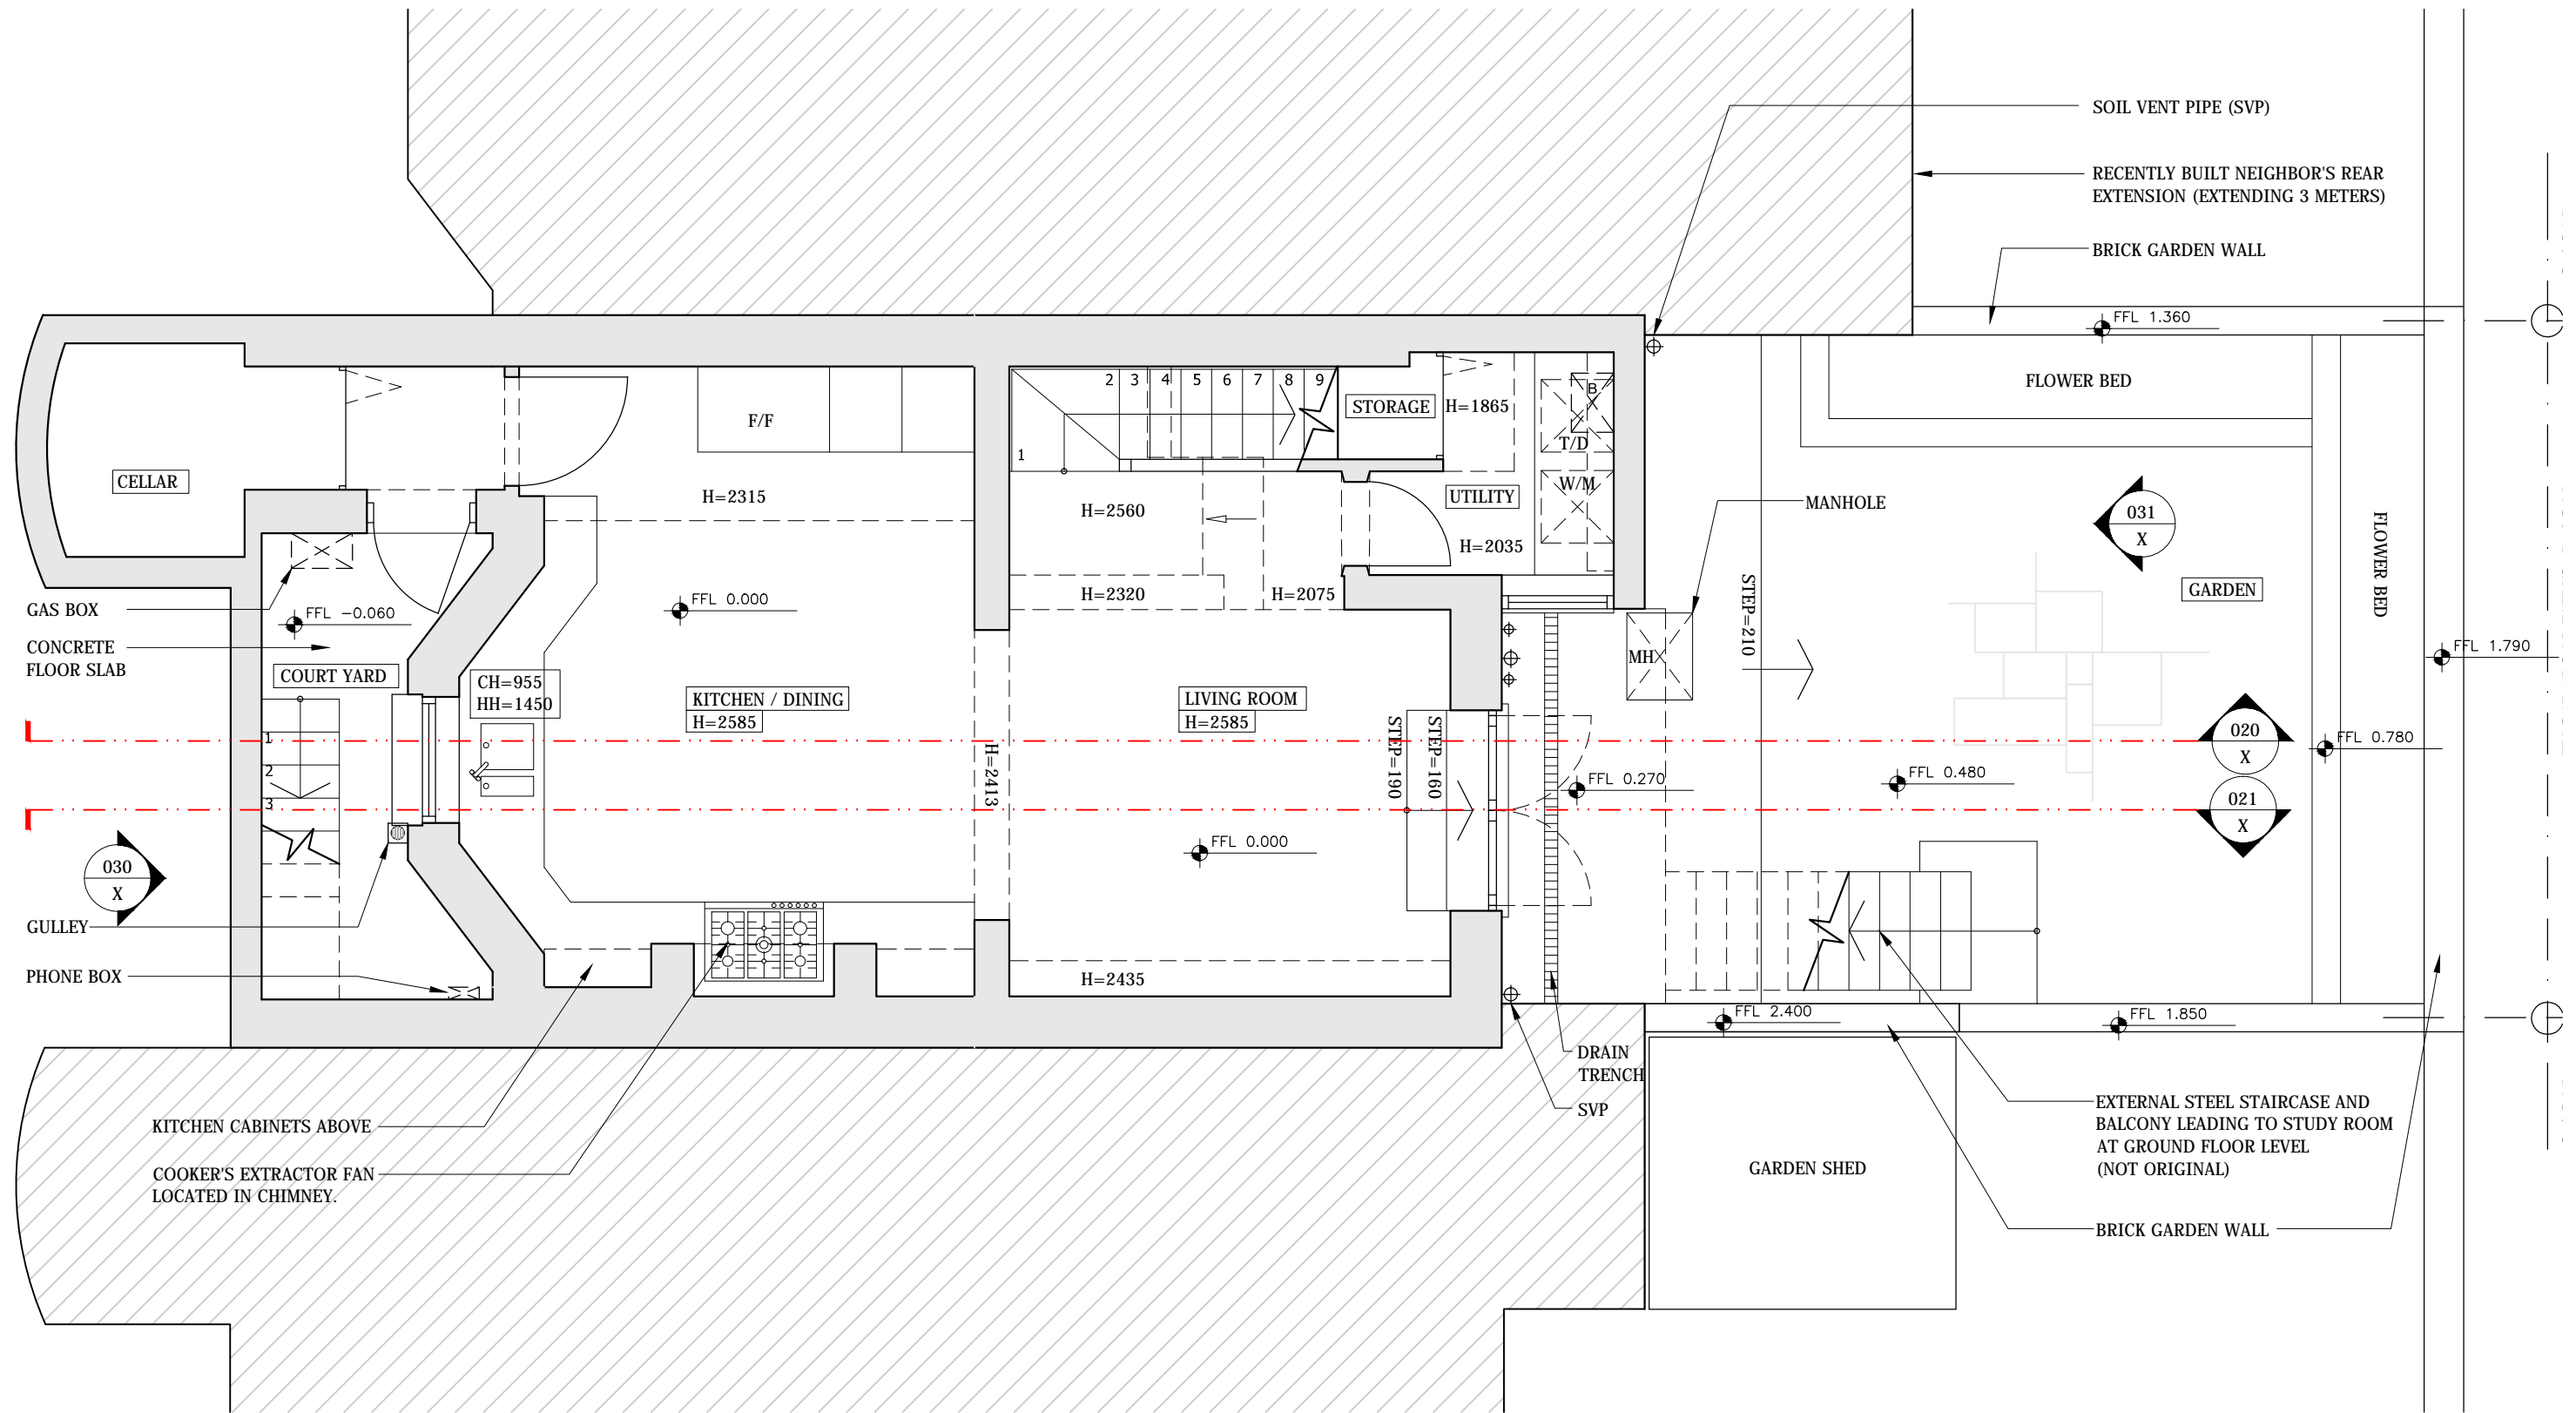 SOIL VENT PIPE (SVP)
RECENTLY BUILT NEIGHBOR'S REAR
EXTENSION (EXTENDING 3 METERS)
BRICK GARDEN WALL
FFL 1.360
FLOWER BED
2
3
4
5
6
7
8
9
1
STORAGE
H=1865
B
T/D
W/M
F/F
CELLAR
H=2315
H=2560
UTILITY
H=2035
MANHOLE
031
X
FLOWER BED
GARDEN
STEP=210
GAS BOX
FFL -0.060
FFL 0.000
H=2320
H=2075
CONCRETE
FLOOR SLAB
COURT YARD
CH=955
HH=1450
KITCHEN / DINING
H=2585
LIVING ROOM
H=2585
MH
FFL 1.790
1
2
3
H=2413
STEP=190
STEP=160
020
X
FFL 0.780
FFL 0.270
FFL 0.480
021
X
FFL 0.000
030
X
GULLEY
PHONE BOX
H=2435
FFL 2.400
FFL 1.850
DRAIN
TRENCH
SVP
KITCHEN CABINETS ABOVE
COOKER'S EXTRACTOR FAN
LOCATED IN CHIMNEY.
GARDEN SHED
EXTERNAL STEEL STAIRCASE AND
BALCONY LEADING TO STUDY ROOM
AT GROUND FLOOR LEVEL
(NOT ORIGINAL)
BRICK GARDEN WALL